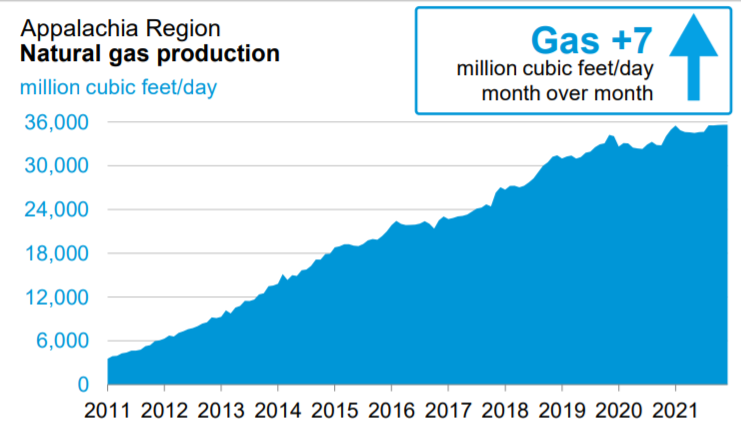 Appalachia Region
Natural gas production
million cubic feet/day
Gas +7
million cubic feet/day
month over month
36,000
30,000
24,000
18,000
12,000
6,000
0
2011 2012 2013 2014 2015 2016 2017 2018 2019 2020 2021